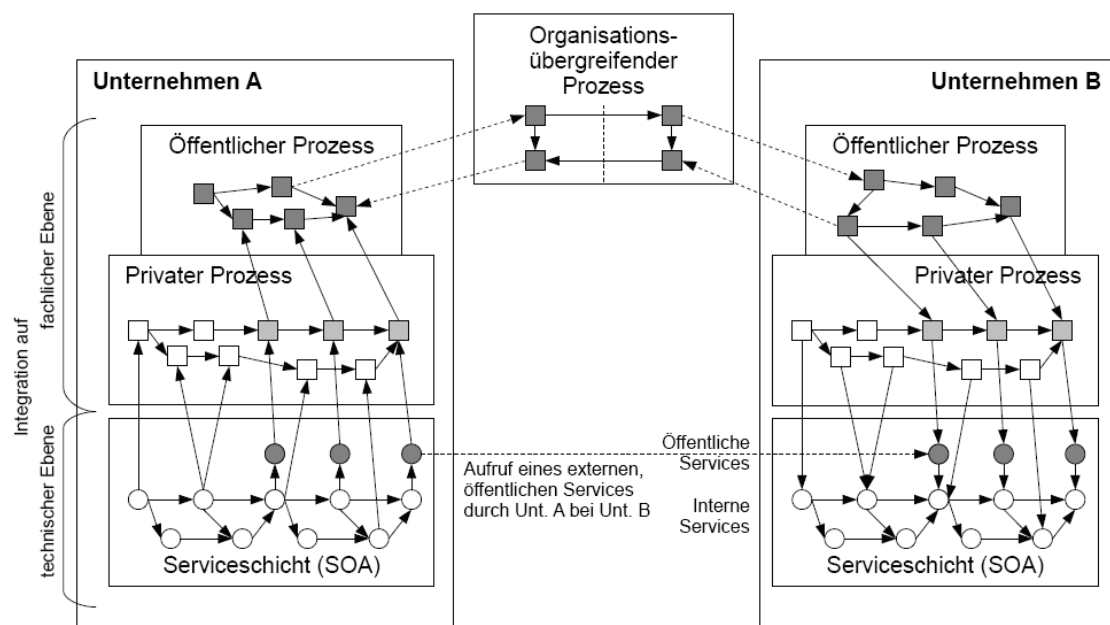 Organisations-
übergreifender
Prozess
Unternehmen A
Unternehmen B
Öffentlicher Prozess
Öffentlicher Prozess
Privater Prozess
Privater Prozess
Integration auf
fachlicher Ebene
technischer Ebene
Öffentliche
Services
Aufruf eines externen,
öffentlichen Services
durch Unt. A bei Unt. B
Interne
Services
Serviceschicht (SOA)
Serviceschicht (SOA)